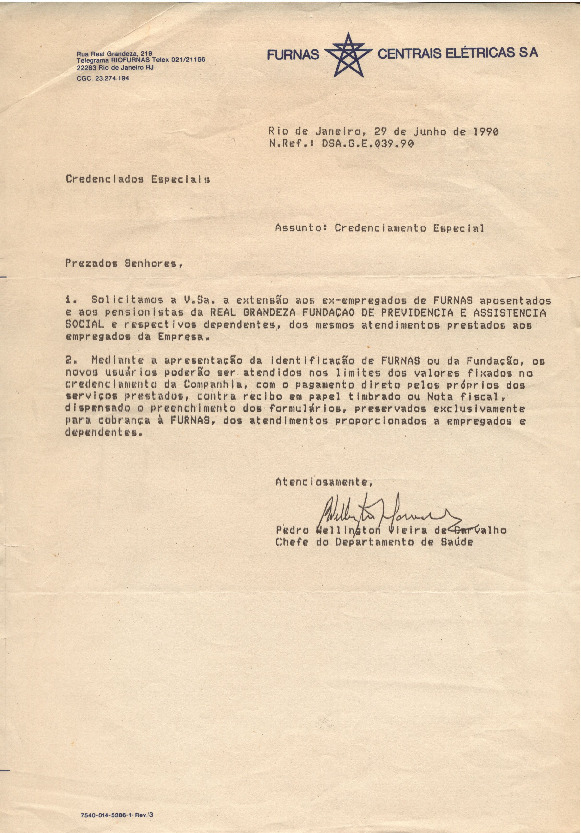 Rua Real Grandeza, 219
Telegrama RIOFURNAS Telex 021/21166
22283 Rio de Janeiro RJ
CGC. 23.274.194
FURNAS CENTRAIS ELÉTRICAS SA
Rio de Janeiro, 29 de junho de 1990
N.Ref.: DSA.G.E.039.90
Credenciados Especiais
Assunto: Credenciamento Especial
Prezados Senhores,
1. Solicitamos a V.Sa. a extensão aos ex-empregados de FURNAS aposentados
e aos pensionistas da REAL GRANDEZA FUNDAÇAO DE PREVIDENCIA E ASSISTENCIA
SOCIAL e respectivos dependentes, dos mesmos atendimentos prestados aos
empregados da Empresa.
2. Mediante a apresentação da identificação de FURNAS ou da Fundação, os
novos usuários poderão ser atendidos nos limites dos valores fixados no
credenciamento da Companhia, com o pagamento direto pelos próprios dos
serviços prestados, contra recibo em papel timbrado ou Nota fiscal,
dispensado o preenchimento dos formulários, preservados exclusivamente
para cobrança à FURNAS, dos atendimentos proporcionados a empregados e
dependentes.
Atenciosamente,
Pedro Wellington Vieira de Carvalho
Chefe do Departamento de Saúde
7540-014-5386-1-Rev./3